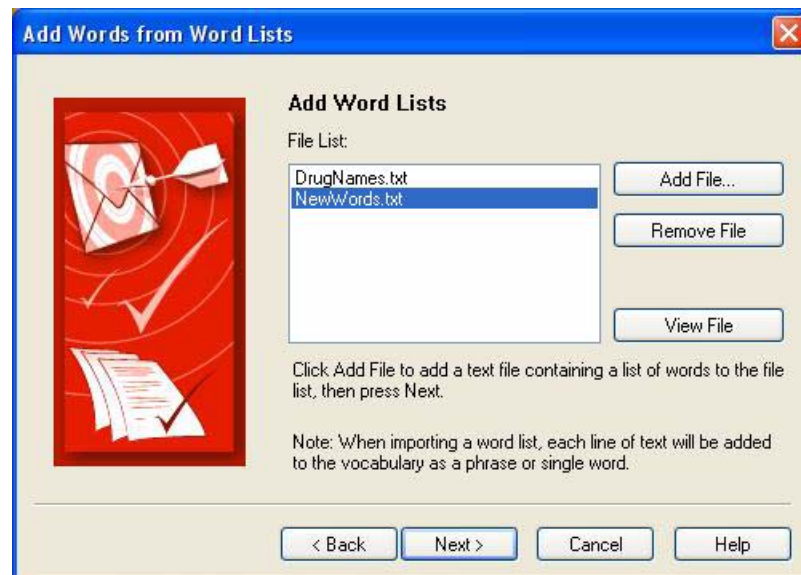 Add Words from Word Lists
Add Word Lists
File List:
DrugNames.txt
NewWords.txt
Add File...
Remove File
View File
Click Add File to add a text file containing a list of words to the file
list, then press Next.
Note: When importing a word list, each line of text will be added
to the vocabulary as a phrase or single word.
< Back
Next >
Cancel
Help